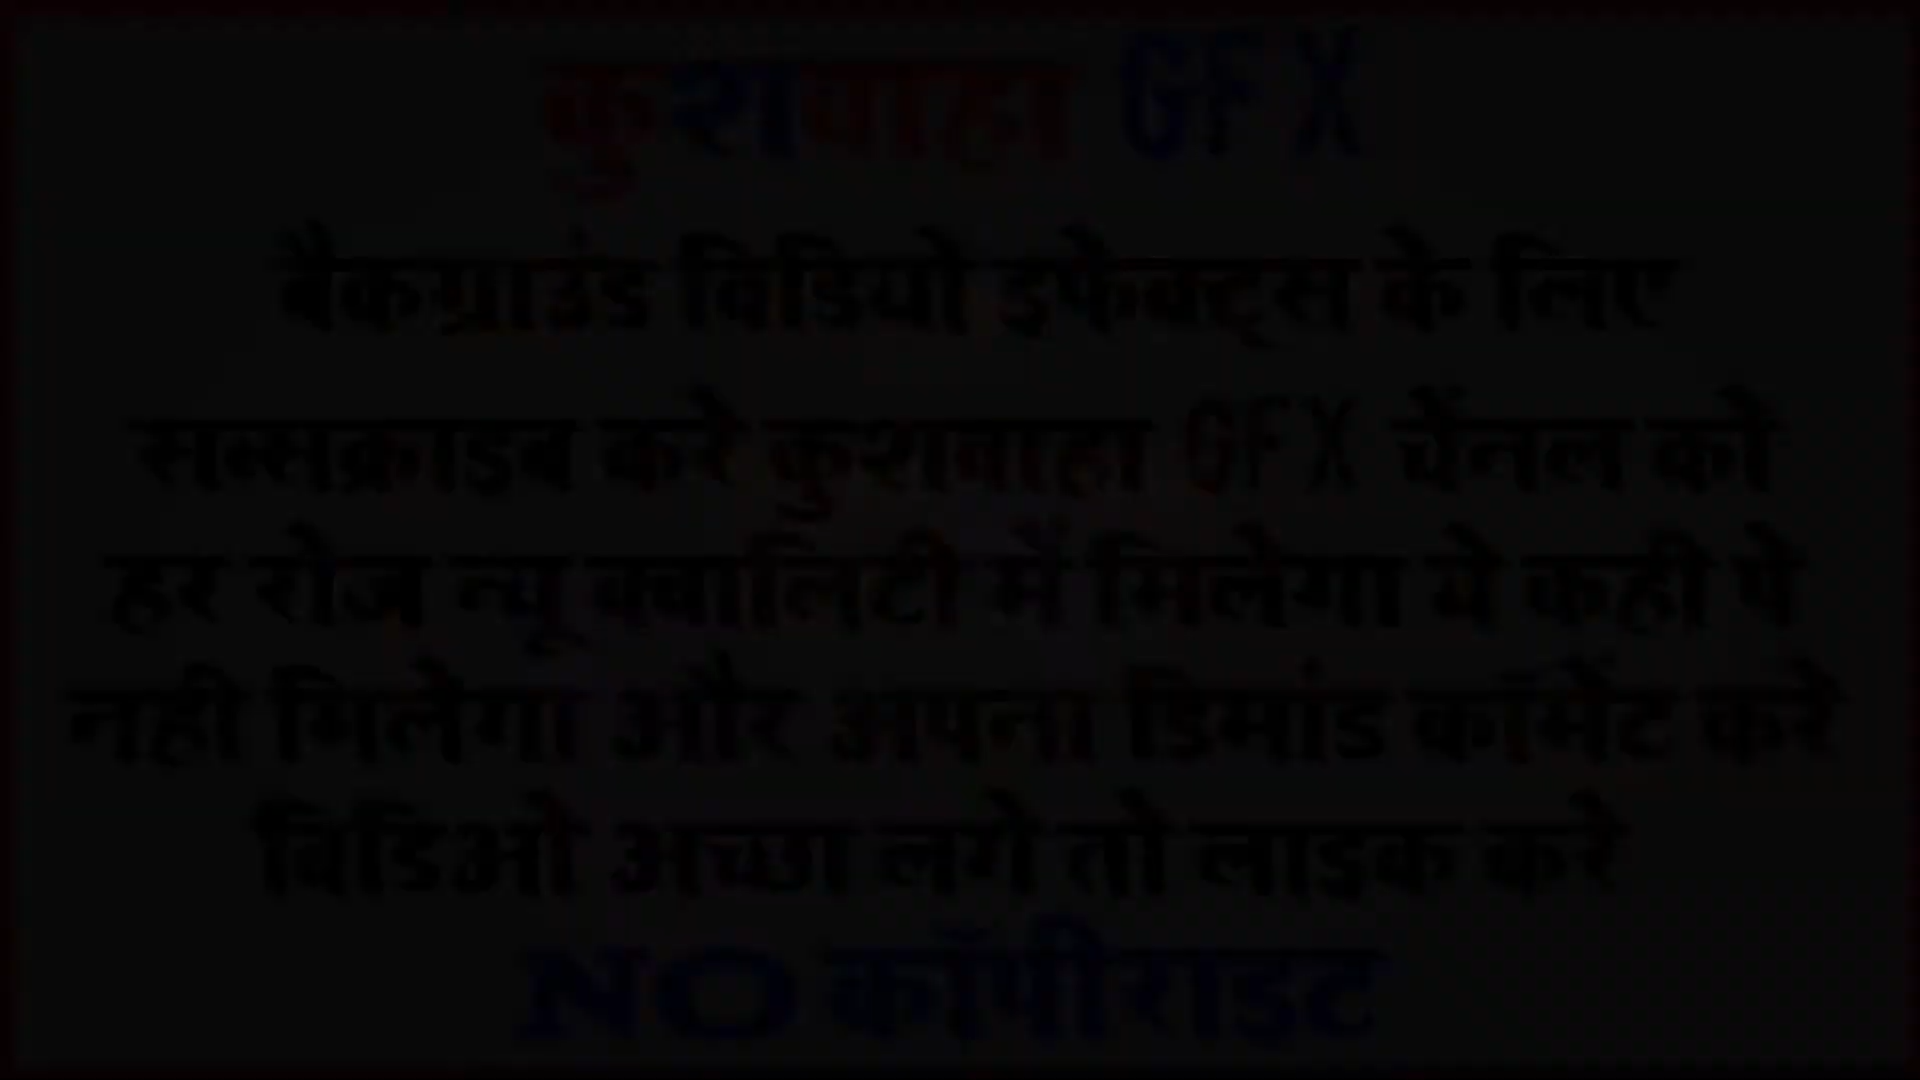 कुशवाहा GFX
बैकग्राउंड विडियो इफेक्ट्स के लिए
सब्सक्राइब करे कुशवाहा GFX चैनल को
हर रोज न्यू क्वालिटी में मिलेगा ये कही पे
नही मिलेगा और अपना डिमांड कॉमेंट करे
विडिओ अच्छा लगे तो लाइक करे
NO कॉपीराइट